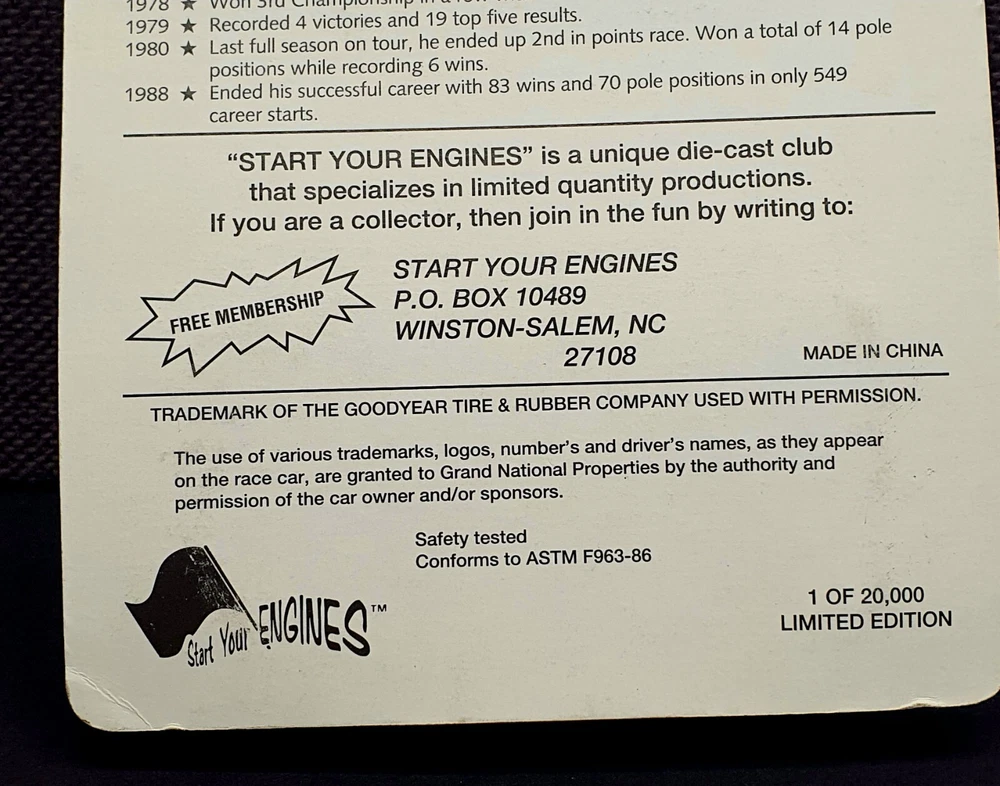 1978 ★ Won 3rd Championship in a row
1979 ★ Recorded 4 victories and 19 top five results.
1980 ★ Last full season on tour, he ended up 2nd in points race. Won a total of 14 pole
positions while recording 6 wins.
1988 ★ Ended his successful career with 83 wins and 70 pole positions in only 549
career starts.
“START YOUR ENGINES” is a unique die-cast club
that specializes in limited quantity productions.
If you are a collector, then join in the fun by writing to:
FREE MEMBERSHIP
START YOUR ENGINES
P.O. BOX 10489
WINSTON-SALEM, NC
27108
MADE IN CHINA
TRADEMARK OF THE GOODYEAR TIRE & RUBBER COMPANY USED WITH PERMISSION.
The use of various trademarks, logos, number's and driver's names, as they appear
on the race car, are granted to Grand National Properties by the authority and
permission of the car owner and/or sponsors.
Safety tested
Conforms to ASTM F963-86
Start Your ENGINES™
1 OF 20,000
LIMITED EDITION